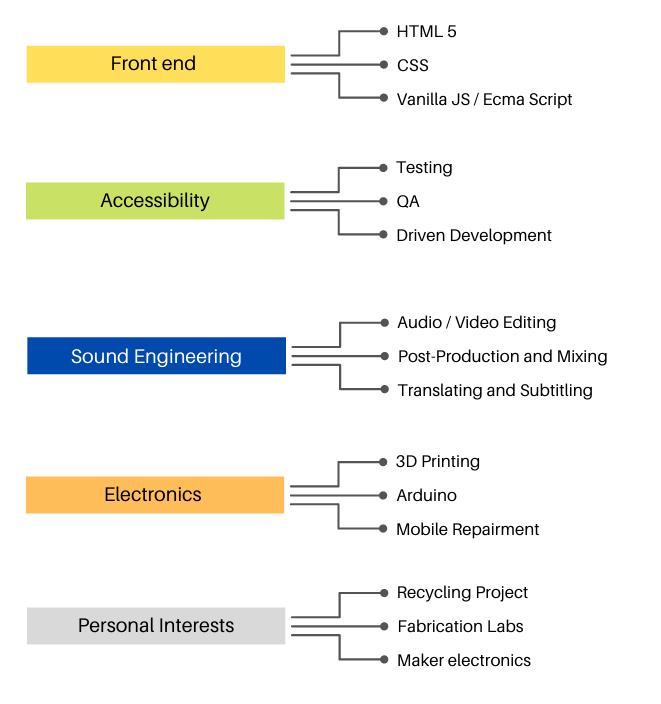 Front end
HTML 5
CSS
Vanilla JS / Ecma Script
Accessibility
Testing
QA
Driven Development
Sound Engineering
Audio / Video Editing
Post-Production and Mixing
Translating and Subtitling
Electronics
3D Printing
Arduino
Mobile Repairment
Personal Interests
Recycling Project
Fabrication Labs
Maker electronics